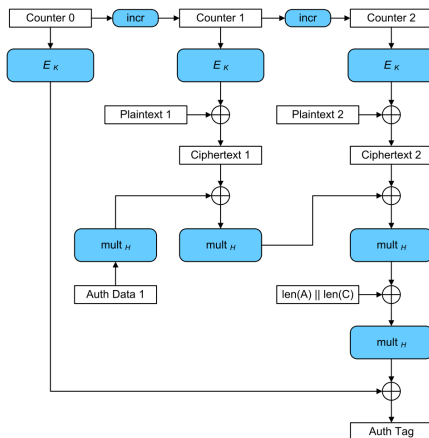 Counter 0 incr Counter 1 incr Counter 2
E K E K E K
Plaintext 1 Plaintext 2
Ciphertext 1 Ciphertext 2
mult H mult H mult H
Auth Data 1 len(A) || len(C)
mult H
Auth Tag